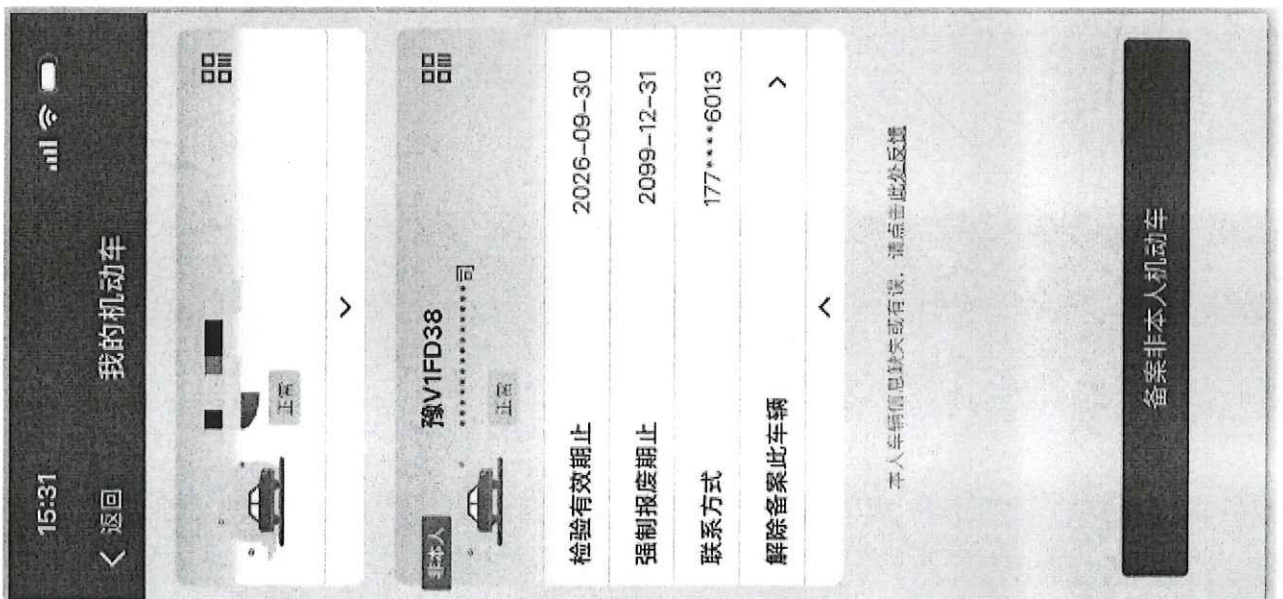 15:31
返回
我的机动车
正常
非本人
豫V1FD38
************司
正常
检验有效期止 2026-09-30
强制报废期止 2099-12-31
联系方式 177****6013
解除备案此车辆
本人车辆信息缺失或有误，请点击此处反馈
备案非本人机动车